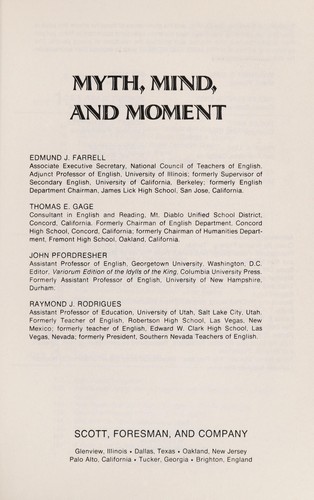 MYTH, MIND,
AND MOMENT
EDMUND J. FARRELL
Associate Executive Secretary, National Council of Teachers of English,
Adjunct Professor of English, University of Illinois; formerly Supervisor of
Secondary English, University of California, Berkeley; formerly English
Department Chairman, James Lick High School, San Jose, California.
THOMAS E. GAGE
Consultant in English and Reading, Mt. Diablo Unified School District,
Concord, California. Formerly Chairman of English Department, Concord
High School, Concord, California; formerly Chairman of Humanities Depart-
ment, Fremont High School, Oakland, California.
JOHN PFORDRESHER
Assistant Professor of English, Georgetown University, Washington, D.C.
Editor, Variorum Edition of the Idylls of the King, Columbia University Press.
Formerly Assistant Professor of English, University of New Hampshire,
Durham.
RAYMOND J. RODRIGUES
Assistant Professor of Education, University of Utah, Salt Lake City, Utah.
Formerly Teacher of English, Robertson High School, Las Vegas, New
Mexico; formerly teacher of English, Edward W. Clark High School, Las
Vegas, Nevada; formerly President, Southern Nevada Teachers of English.
SCOTT, FORESMAN, AND COMPANY
Glenview, Illinois • Dallas, Texas • Oakland, New Jersey
Palo Alto, California • Tucker, Georgia • Brighton, England